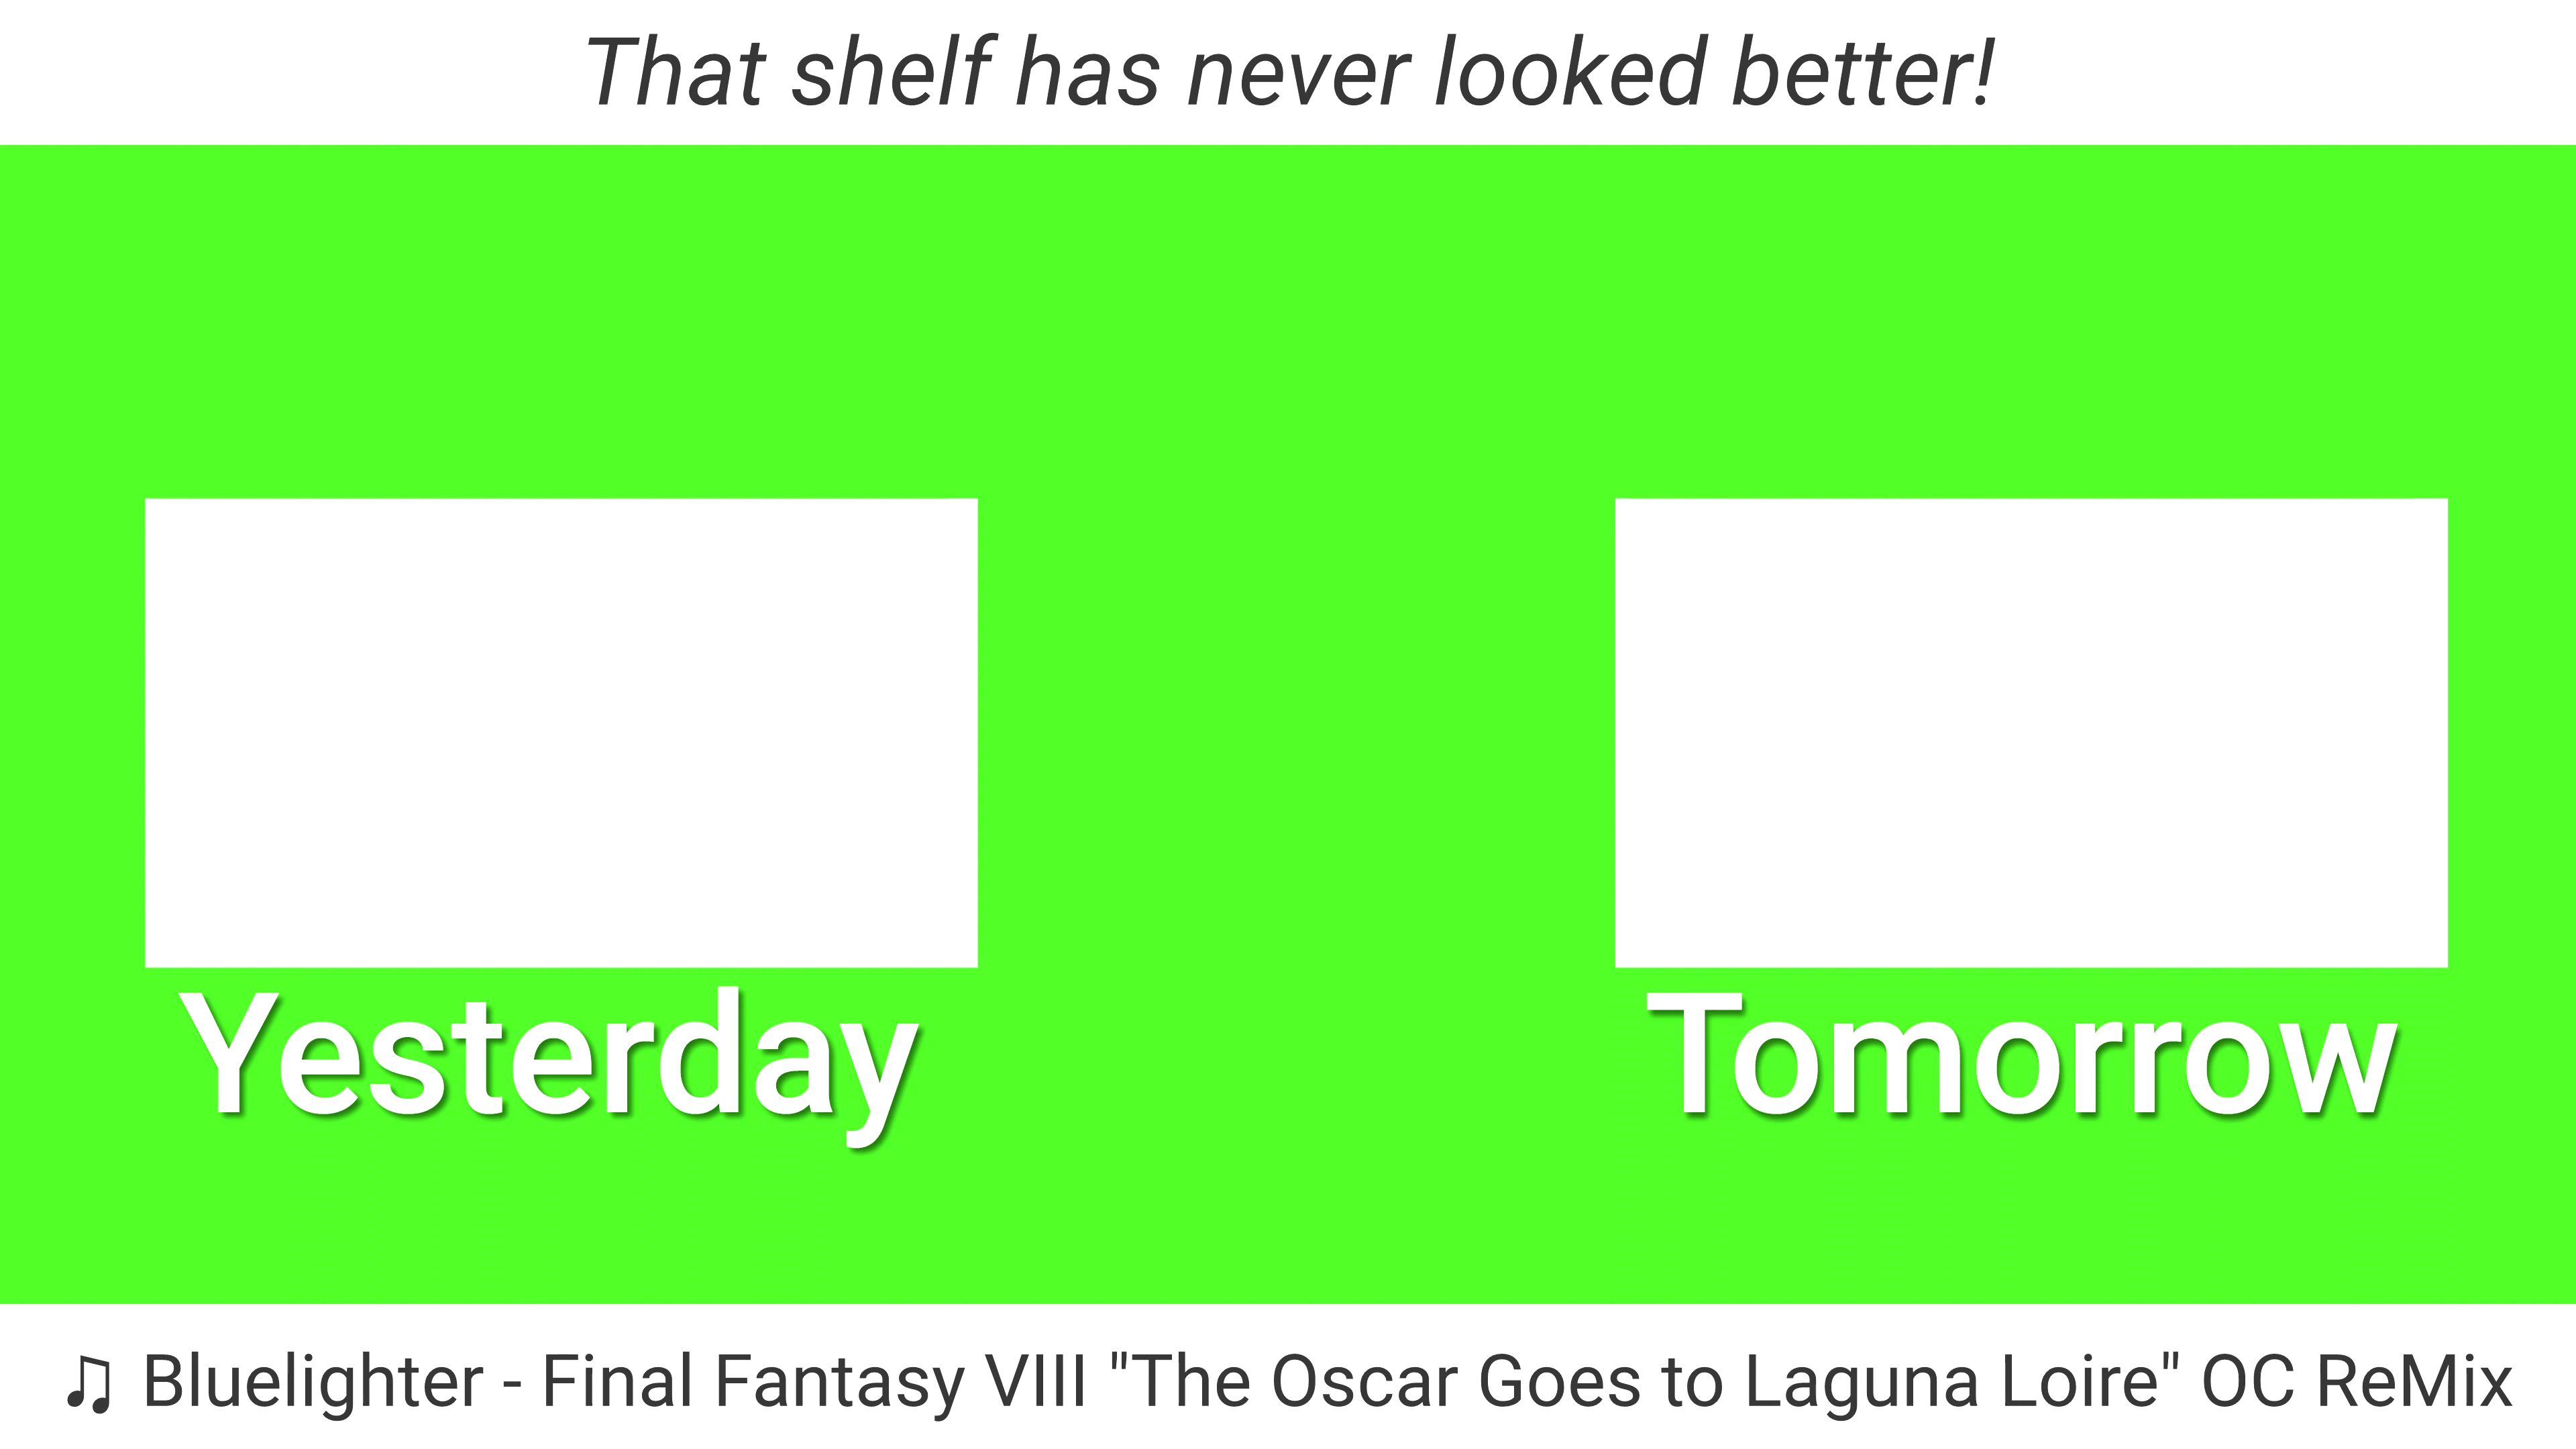 That shelf has never looked better!
Yesterday
Tomorrow
♫ Bluelighter - Final Fantasy VIII "The Oscar Goes to Laguna Loire" OC ReMix